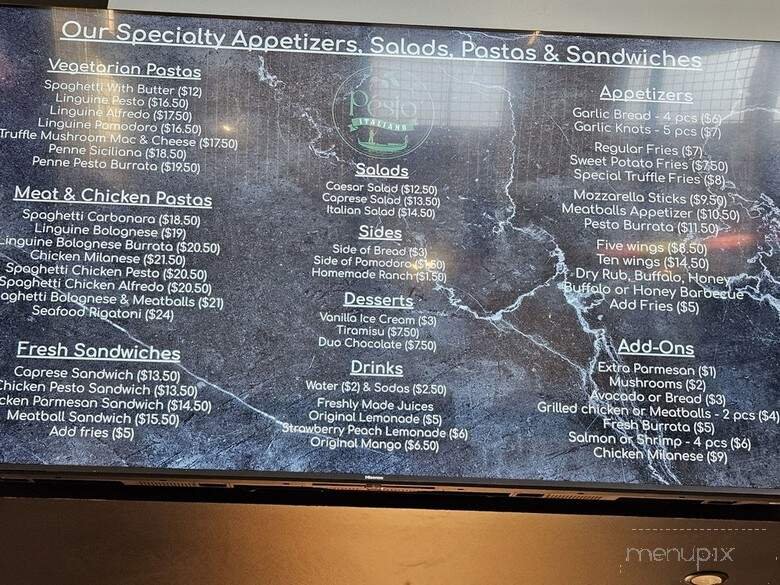 Our Specialty Appetizers, Salads, Pastas & Sandwiches
Vegetarian Pastas
Spaghetti With Butter ($12)
Linguine Pesto ($16.50)
Linguine Alfredo ($17.50)
Linguine Pomodoro ($16.50)
Truffle Mushroom Mac & Cheese ($17.50)
Penne Siciliana ($18.50)
Penne Pesto Burrata ($19.50)
Meat & Chicken Pastas
Spaghetti Carbonara ($18.50)
Linguine Bolognese ($19)
Linguine Bolognese Burrata ($20.50)
Chicken Milanese ($21.50)
Spaghetti Chicken Pesto ($20.50)
Spaghetti Chicken Alfredo ($20.50)
aghetti Bolognese & Meatballs ($21)
Seafood Rigatoni ($24)
Fresh Sandwiches
Caprese Sandwich ($13.50)
Chicken Pesto Sandwich ($13.50)
cken Parmesan Sandwich ($14.50)
Meatball Sandwich ($15.50)
Add fries ($5)
Pesto
ITALIANO
Salads
Caesar Salad ($12.50)
Caprese Salad ($13.50)
Italian Salad ($14.50)
Sides
Side of Bread ($3)
Side of Pomodoro ($1.50)
Homemade Ranch ($1.50)
Desserts
Vanilla Ice Cream ($3)
Tiramisu ($7.50)
Duo Chocolate ($7.50)
Drinks
Water ($2) & Sodas ($2.50)
Freshly Made Juices
Original Lemonade ($5)
Strawberry Peach Lemonade ($6)
Original Mango ($6.50)
Appetizers
Garlic Bread - 4 pcs ($6)
Garlic Knots - 5 pcs ($7)
Regular Fries ($7)
Sweet Potato Fries ($7.50)
Special Truffle Fries ($8)
Mozzarella Sticks ($9.50)
Meatballs Appetizer ($10.50)
Pesto Burrata ($11.50)
Five wings ($8.50)
Ten wings ($14.50)
Dry Rub, Buffalo, Honey
Buffalo or Honey Barbecue
Add Fries ($5)
Add-Ons
Extra Parmesan ($1)
Mushrooms ($2)
Avocado or Bread ($3)
Grilled chicken or Meatballs - 2 pcs ($4)
Fresh Burrata ($5)
Salmon or Shrimp - 4 pcs ($6)
Chicken Milanese ($9)
Hisense
menupix